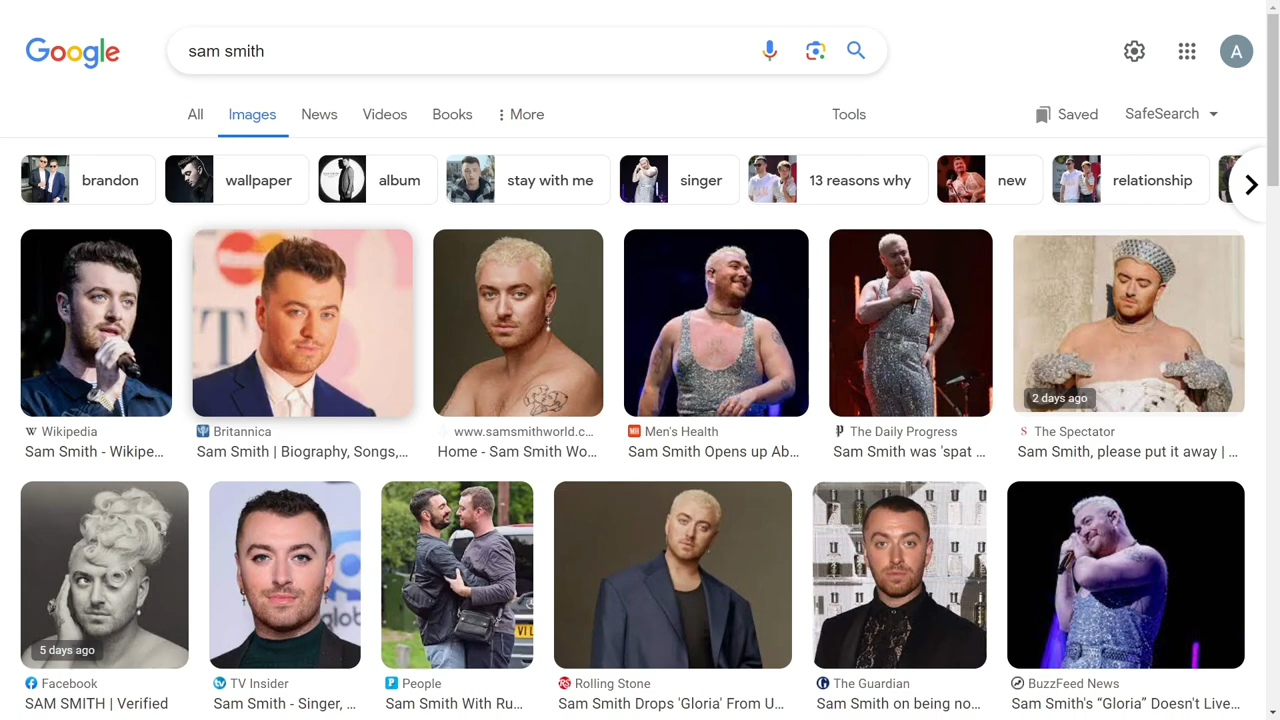 Google
sam smith
A
All
Images
News
Videos
Books
More
Tools
Saved
SafeSearch
brandon
wallpaper
album
stay with me
singer
13 reasons why
new
relationship
2 days ago
W Wikipedia
Britannica
www.samsmithworld.c...
MH Men's Health
The Daily Progress
S The Spectator
Sam Smith - Wikipe...
Sam Smith | Biography, Songs,...
Home - Sam Smith Wo...
Sam Smith Opens up Ab...
Sam Smith was 'spat ...
Sam Smith, please put it away | ...
5 days ago
Facebook
TV Insider
People
RS Rolling Stone
The Guardian
BuzzFeed News
SAM SMITH | Verified
Sam Smith - Singer, ...
Sam Smith With Ru...
Sam Smith Drops 'Gloria' From U...
Sam Smith on being no...
Sam Smith's “Gloria” Doesn't Live...